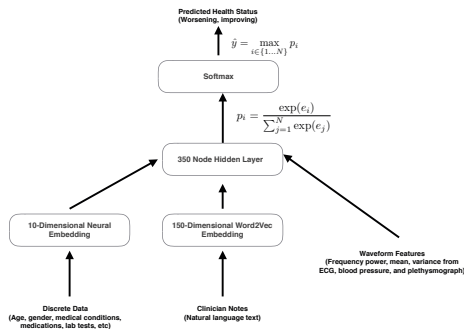 Predicted Health Status
(Worsening, improving)
ŷ = max p_i
i∈{1...N}
Softmax
p_i = exp(e_i) / ∑_{j=1}^{N} exp(e_j)
350 Node Hidden Layer
10-Dimensional Neural
Embedding
150-Dimensional Word2Vec
Embedding
Waveform Features
(Frequency power, mean, variance from
ECG, blood pressure, and plethysmograph)
Discrete Data
(Age, gender, medical conditions,
medications, lab tests, etc)
Clinician Notes
(Natural language text)